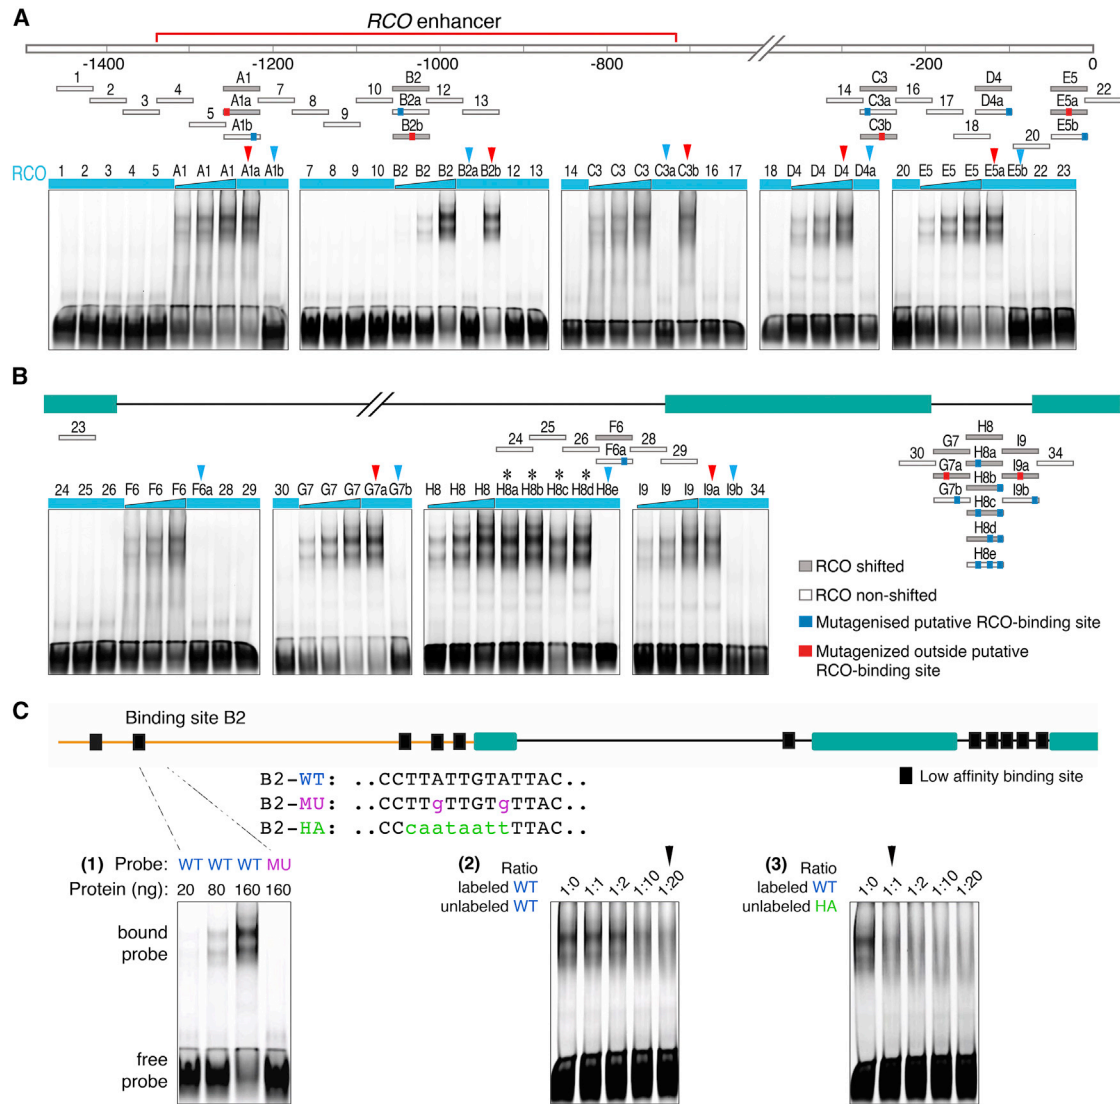 A
RCO enhancer
-1400 -1200 -1000 -800 -200 0
1 A1 7 10 B2 12 14 C3 16 D4 E5 22
2 4 A1a 8 B2a 13 C3a 17 D4a E5a
3 5 A1b 9 B2b C3b 18 20 E5b
RCO 1 2 3 4 5 A1 A1 A1 A1a A1b 7 8 9 10 B2 B2 B2 B2a B2b 12 13 14 C3 C3 C3 C3a C3b 16 17 18 D4 D4 D4 D4a 20 E5 E5 E5 E5a E5b 22 23
B
23 24 25 26 F6 F6a 28 29 30 G7 G7a G7b H8 H8a H8b H8c H8d H8e I9 I9a I9b 34
* * * *
24 25 26 F6 F6 F6 F6a 28 29 30 G7 G7 G7 G7a G7b H8 H8 H8 H8a H8b H8c H8d H8e I9 I9 I9 I9a I9b 34
RCO shifted
RCO non-shifted
Mutagenised putative RCO-binding site
Mutagenized outside putative
RCO-binding site
C
Binding site B2
Low affinity binding site
B2-WT: ..CCTTATTGTATTAC..
B2-MU: ..CCTTgTTGTgTTAC..
B2-HA: ..CCcaataattTTAC..
(1) Probe: WT WT WT MU
Protein (ng): 20 80 160 160
bound
probe
free
probe
(2) Ratio
labeled WT
unlabeled WT
1:0 1:1 1:2 1:10 1:20
(3) Ratio
labeled WT
unlabeled HA
1:0 1:1 1:2 1:10 1:20